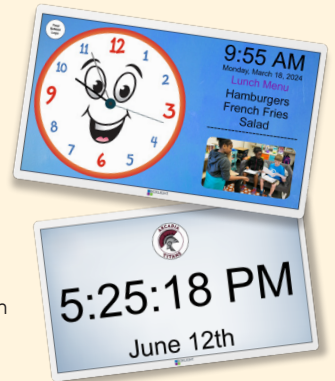 12
1
2
3
4
5
6
7
8
9
10
11
9:55 AM
Monday, March 18, 2024
Lunch Menu
Hamburgers
French Fries
Salad
ARCADIA
TITANS
5:25:18 PM
June 12th
n